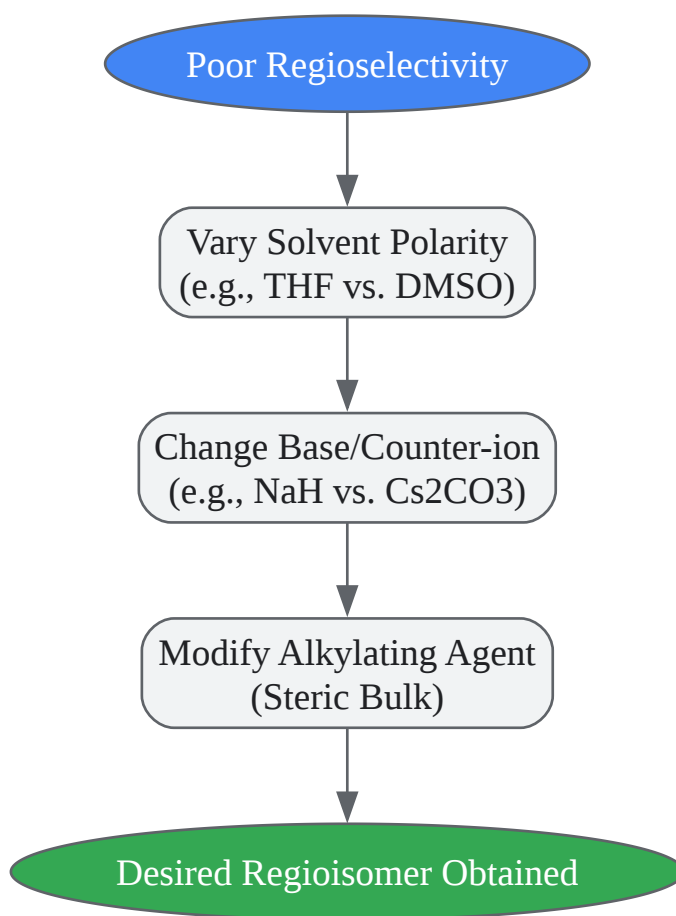 Poor Regioselectivity
Vary Solvent Polarity
(e.g., THF vs. DMSO)
Change Base/Counter-ion
(e.g., NaH vs. Cs2CO3)
Modify Alkylating Agent
(Steric Bulk)
Desired Regioisomer Obtained